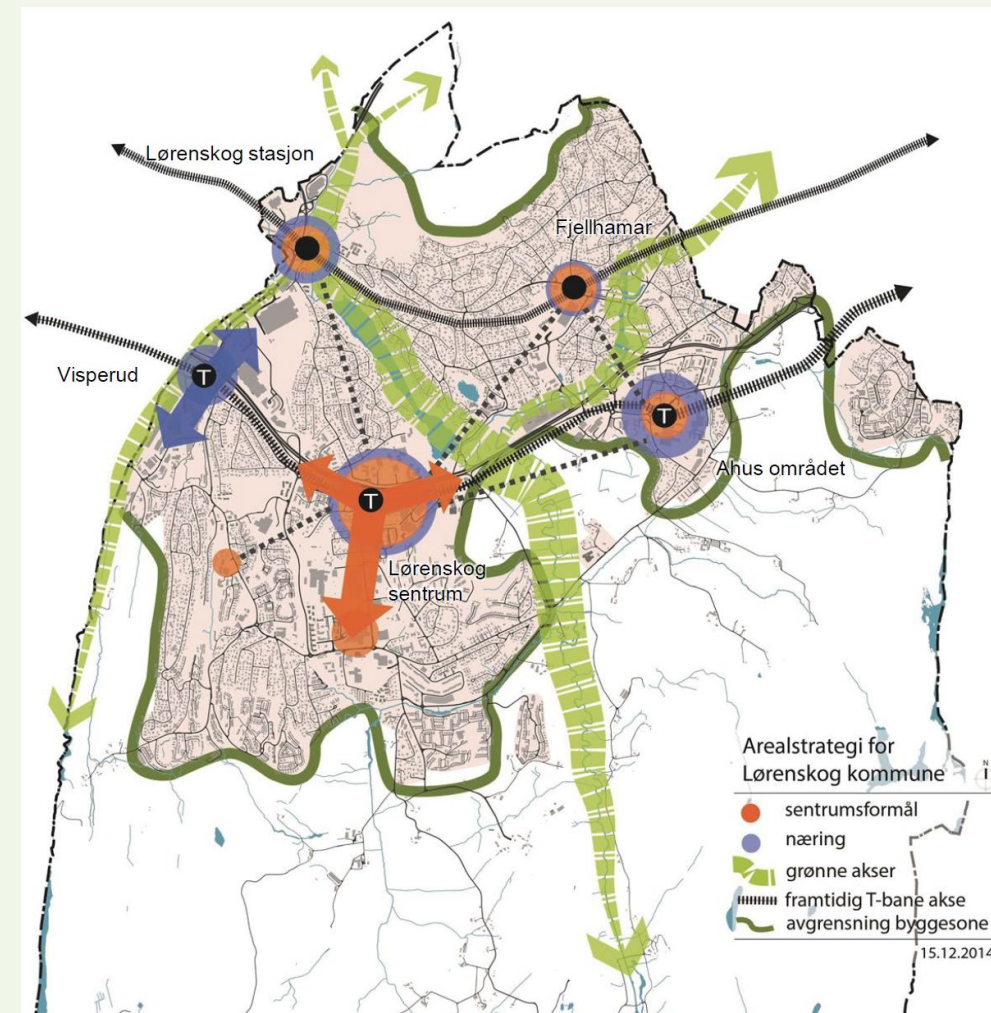 Lørenskog stasjon
Fjellhamar
Visperud
T
T
Ahus området
T
Lørenskog
sentrum
Arealstrategi for
Lørenskog kommune
N
sentrumsformål
næring
grønne akser
framtidig T-bane akse
avgrensning byggesone
15.12.2014